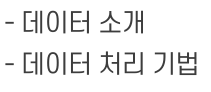 - 데이터 소개
- 데이터 처리 기법